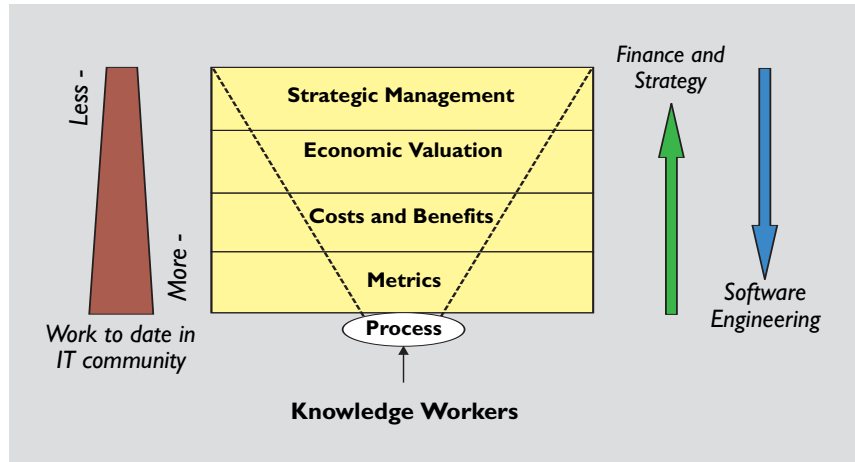 Less -
More -
Work to date in
IT community
Strategic Management
Economic Valuation
Costs and Benefits
Metrics
Process
Knowledge Workers
Finance and
Strategy
Software
Engineering